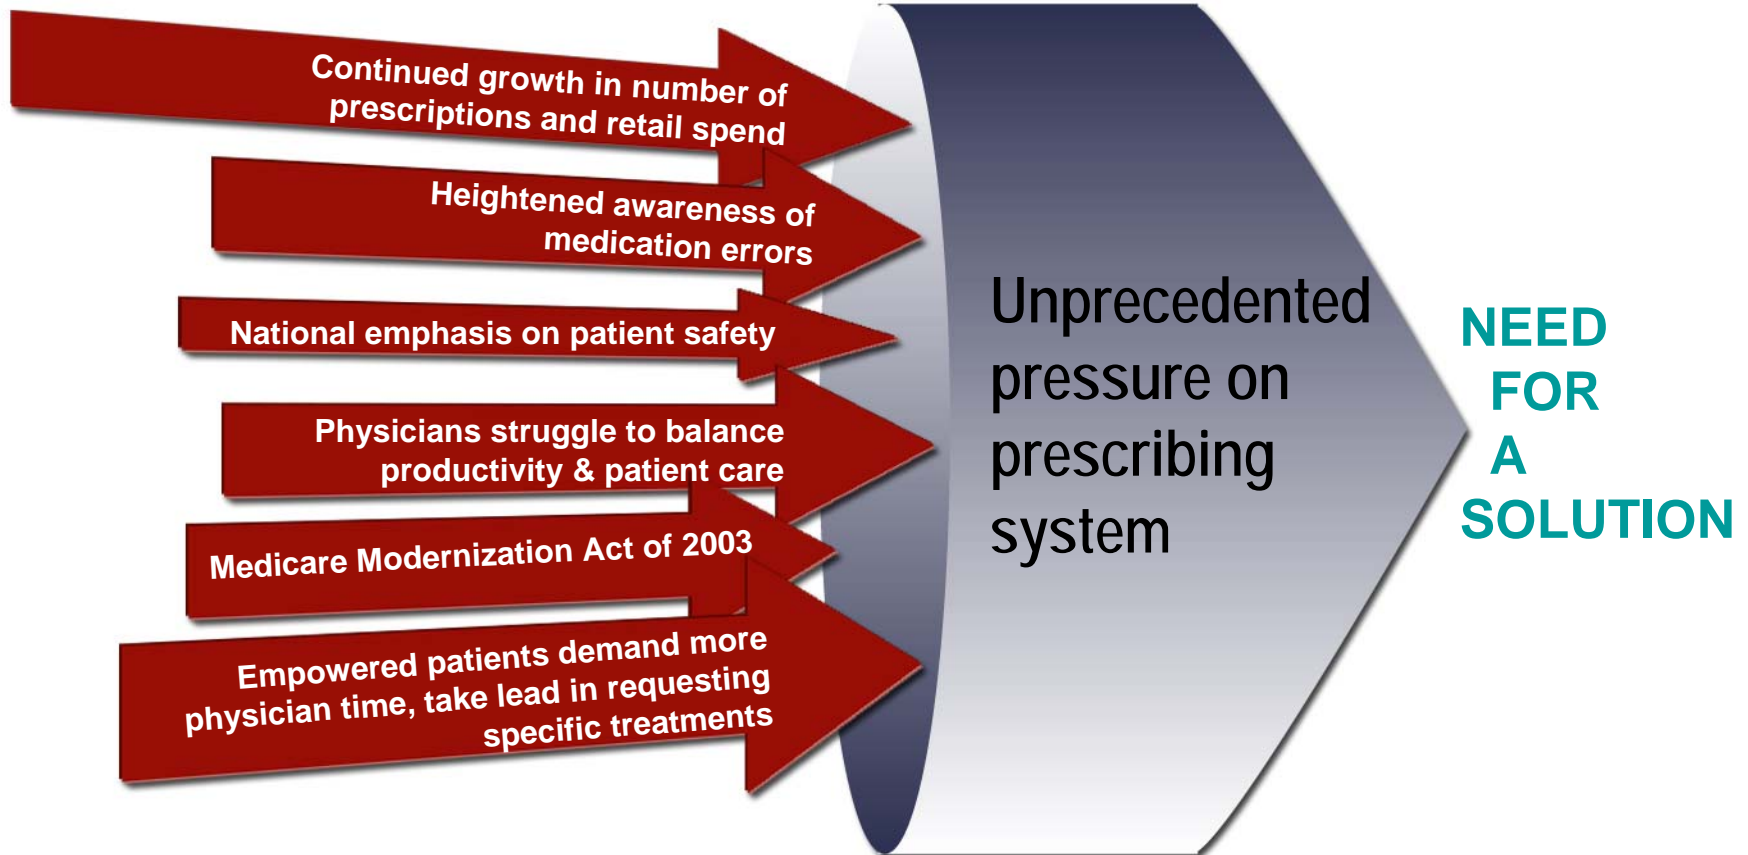 Continued growth in number of
prescriptions and retail spend
Heightened awareness of
medication errors
National emphasis on patient safety
Physicians struggle to balance
productivity & patient care
Medicare Modernization Act of 2003
Empowered patients demand more
physician time, take lead in requesting
specific treatments
Unprecedented
pressure on
prescribing
system
NEED
FOR
A
SOLUTION